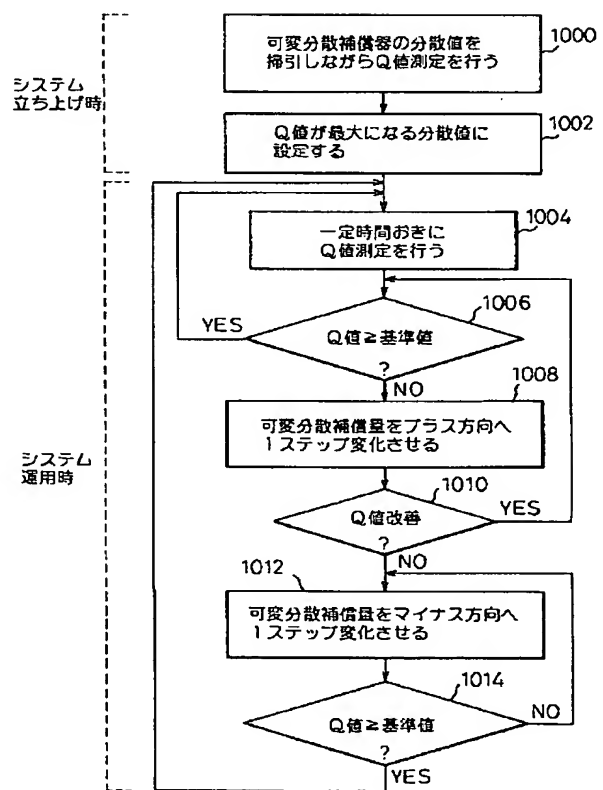 システム
立ち上げ時
可変分散補償器の分散値を
掃引しながらQ値測定を行う
1000
Q値が最大になる分散値に
設定する
1002
システム
運用時
一定時間おきに
Q値測定を行う
1004
Q値≧基準値
?
1006
YES
NO
可変分散補償量をプラス方向へ
1ステップ変化させる
1008
Q値改善
?
1010
YES
NO
1012
可変分散補償量をマイナス方向へ
1ステップ変化させる
Q値≧基準値
?
1014
NO
YES